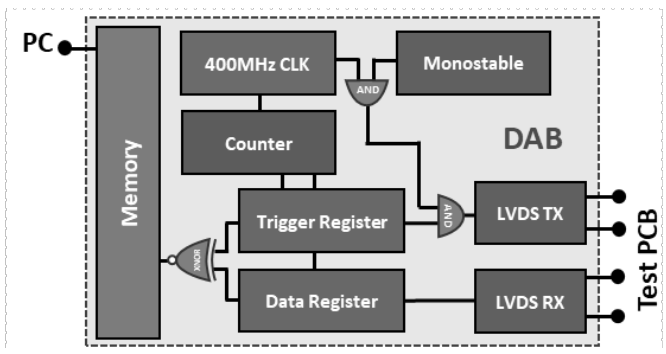 PC
400MHz CLK
Monostable
AND
DAB
Counter
Memory
Trigger Register
AND
LVDS TX
XNOR
Data Register
LVDS RX
Test PCB